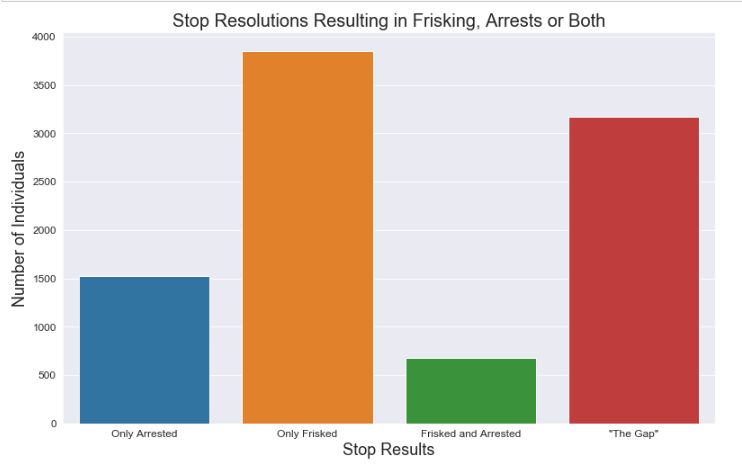 Stop Resolutions Resulting in Frisking, Arrests or Both
Number of Individuals
4000
3500
3000
2500
2000
1500
1000
500
0
Only Arrested
Only Frisked
Frisked and Arrested
"The Gap"
Stop Results